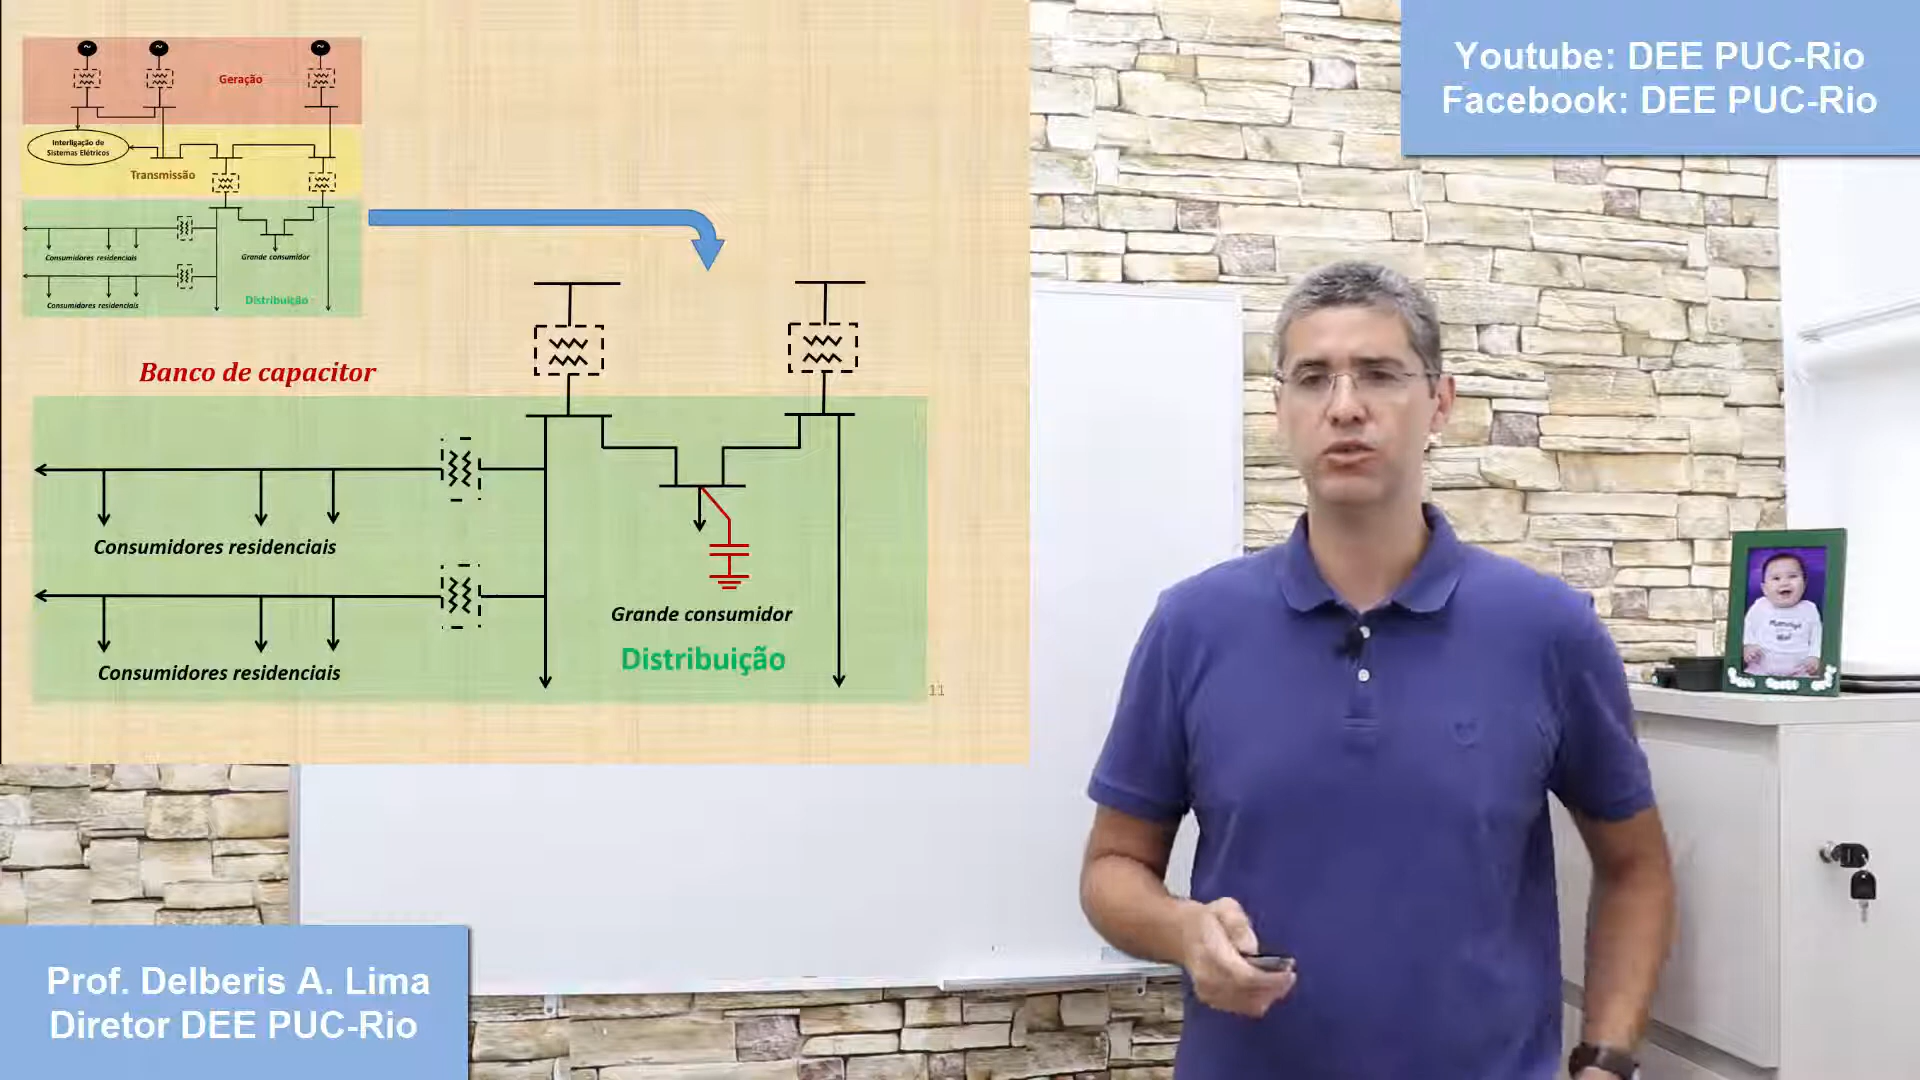 Geração
Interligação de
Sistemas Elétricos
Transmissão
Consumidores residenciais
Grande consumidor
Consumidores residenciais
Distribuição
Banco de capacitor
Consumidores residenciais
Consumidores residenciais
Grande consumidor
Distribuição
11
Youtube: DEE PUC-Rio
Facebook: DEE PUC-Rio
Prof. Delberis A. Lima
Diretor DEE PUC-Rio